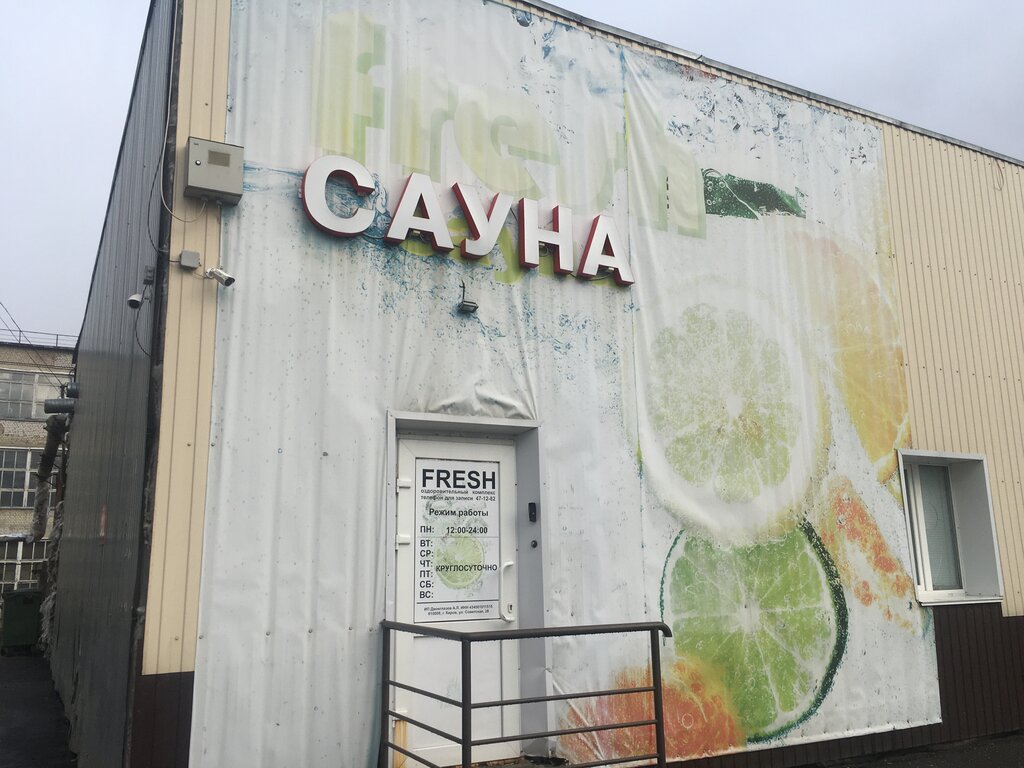 fresh
САУНА
FRESH
оздоровительный комплекс
телефон для записи 47-12-82
Режим работы
ПН: 12:00-24:00
ВТ:
СР:
ЧТ: КРУГЛОСУТОЧНО
ПТ:
СБ:
ВС: